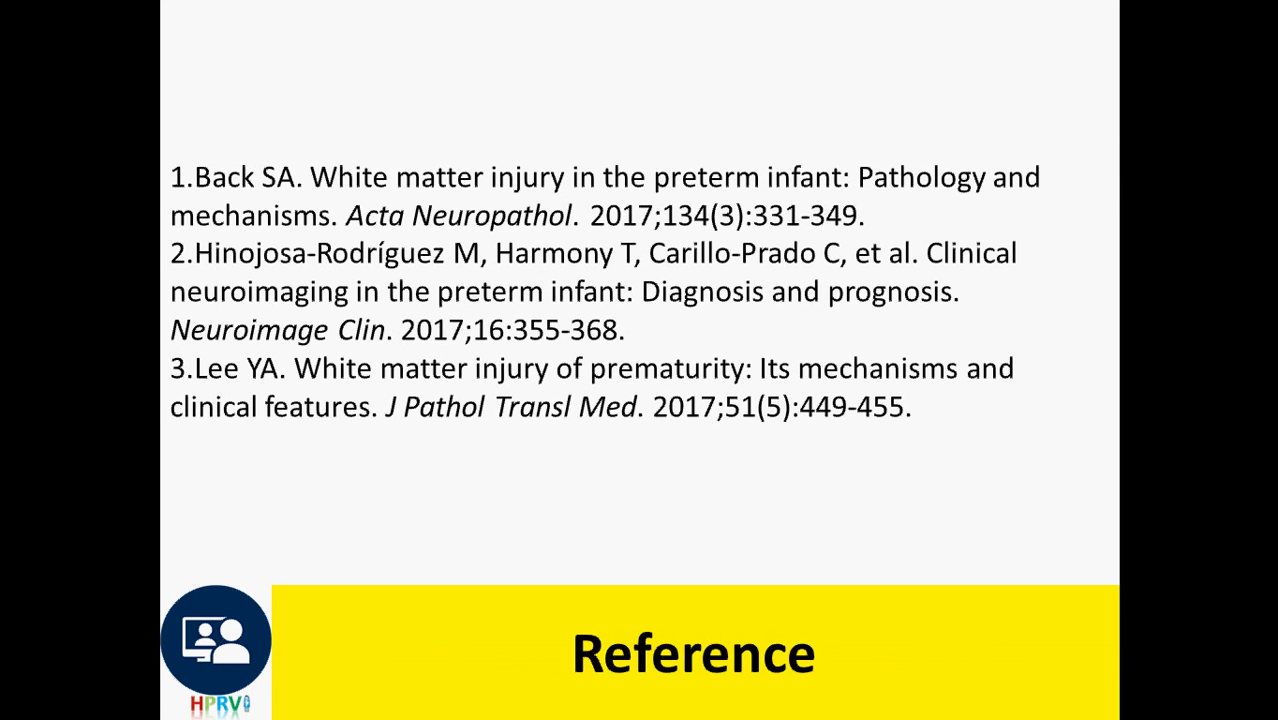 1.Back SA. White matter injury in the preterm infant: Pathology and
mechanisms. Acta Neuropathol. 2017;134(3):331-349.
2.Hinojosa-Rodríguez M, Harmony T, Carillo-Prado C, et al. Clinical
neuroimaging in the preterm infant: Diagnosis and prognosis.
Neuroimage Clin. 2017;16:355-368.
3.Lee YA. White matter injury of prematurity: Its mechanisms and
clinical features. J Pathol Transl Med. 2017;51(5):449-455.
Reference
HPRV